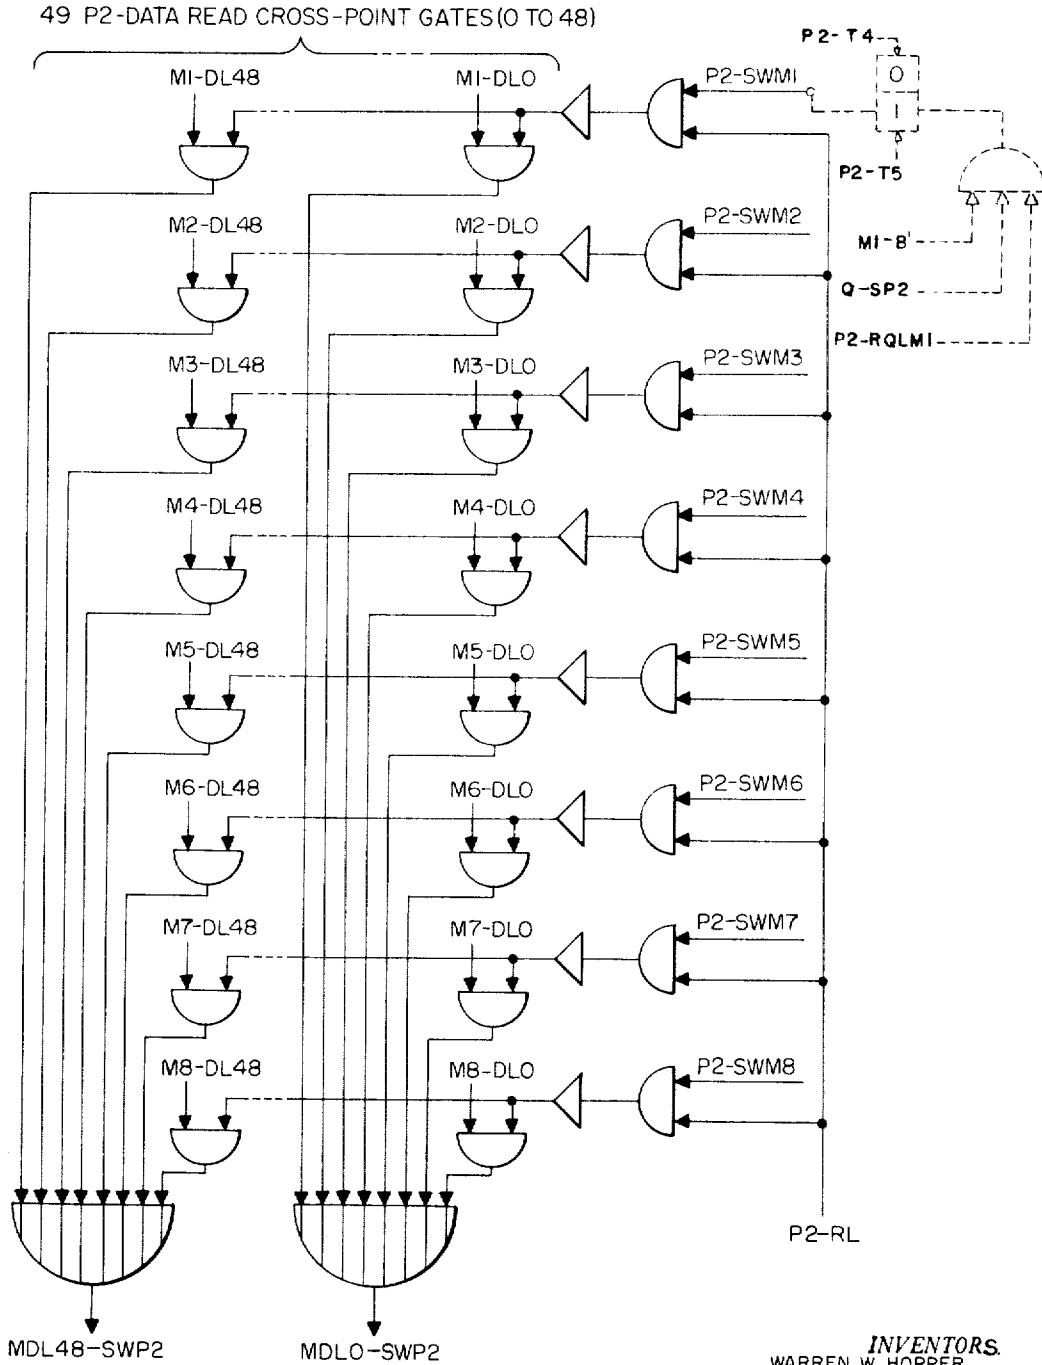 49 P2-DATA READ CROSS-POINT GATES (0 TO 48)
P2-T4
M1-DL48
M1-DL0
P2-SWM1
0
1
P2-T5
M2-DL48
M2-DL0
P2-SWM2
M1-B'
Q-SP2
P2-RQLM1
M3-DL48
M3-DL0
P2-SWM3
M4-DL48
M4-DL0
P2-SWM4
M5-DL48
M5-DL0
P2-SWM5
M6-DL48
M6-DL0
P2-SWM6
M7-DL48
M7-DL0
P2-SWM7
M8-DL48
M8-DL0
P2-SWM8
P2-RL
MDL48-SWP2
MDL0-SWP2
INVENTORS.
WARREN W. HOPPER